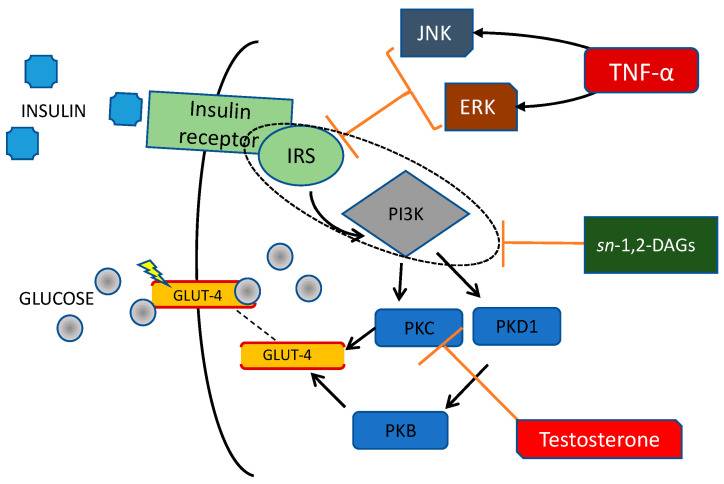 JNK
TNF-α
INSULIN
Insulin
receptor
ERK
IRS
PI3K
sn-1,2-DAGs
GLUCOSE
GLUT-4
PKC
PKD1
GLUT-4
PKB
Testosterone